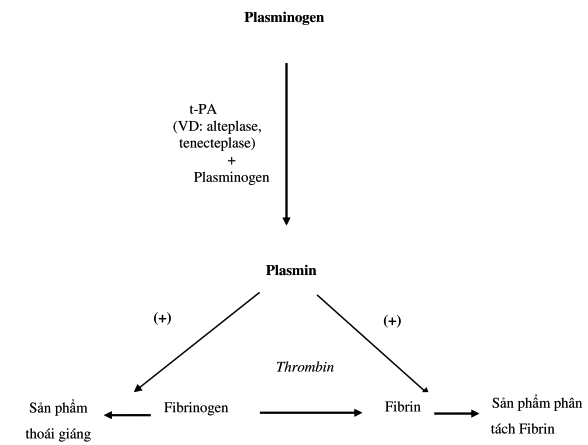 Plasminogen
t-PA
(VD: alteplase,
tenecteplase)
+
Plasminogen
Plasmin
(+)
(+)
Thrombin
Sản phẩm
thoái giáng
Fibrinogen
Fibrin
Sản phẩm phân
tách Fibrin